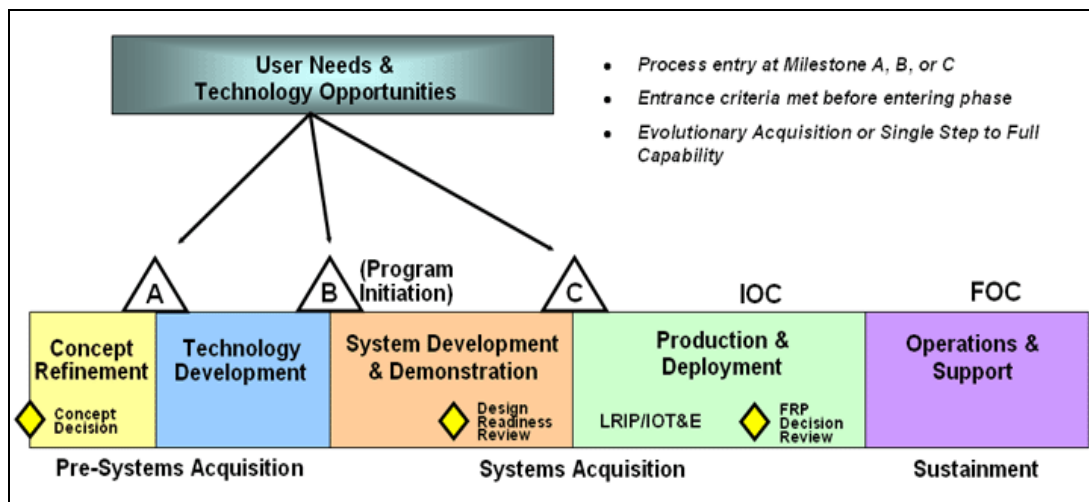 User Needs &
Technology Opportunities
• Process entry at Milestone A, B, or C
• Entrance criteria met before entering phase
• Evolutionary Acquisition or Single Step to Full
Capability
A
B
(Program
Initiation)
C
IOC
FOC
Concept
Refinement
Technology
Development
System Development
& Demonstration
Production &
Deployment
Operations &
Support
Concept
Decision
Design
Readiness
Review
LRIP/IOT&E
FRP
Decision
Review
Pre-Systems Acquisition
Systems Acquisition
Sustainment